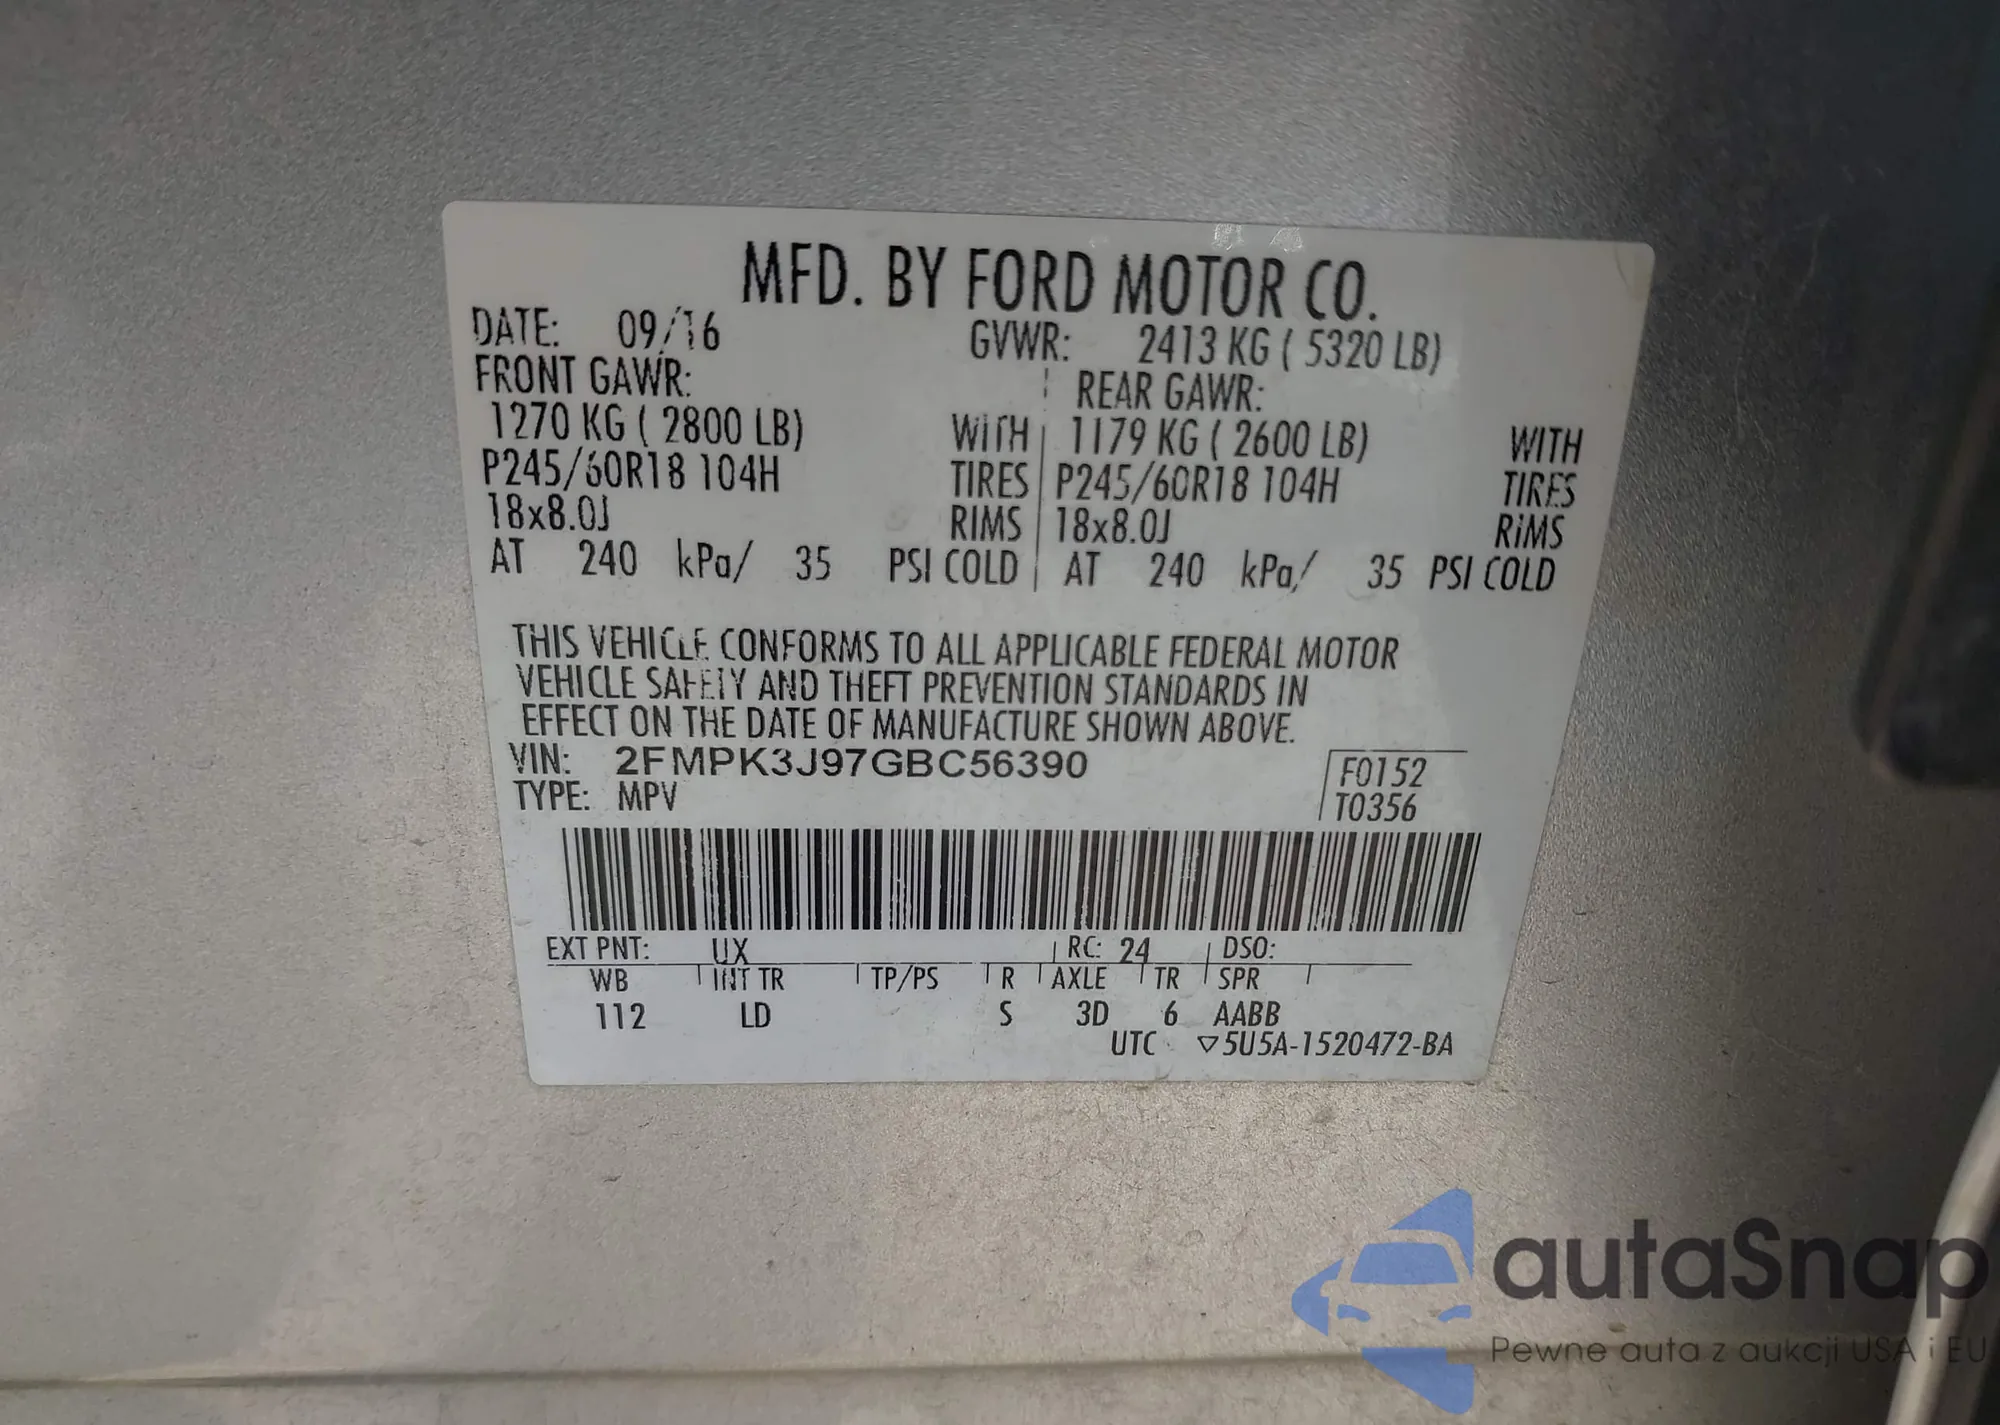 MFD. BY FORD MOTOR CO.
DATE: 09/16 GVWR: 2413 KG ( 5320 LB)
FRONT GAWR: REAR GAWR:
1270 KG ( 2800 LB) WITH 1179 KG ( 2600 LB) WITH
P245/60R18 104H TIRES P245/60R18 104H TIRES
18x8.0J RIMS 18x8.0J RIMS
AT 240 kPa/ 35 PSI COLD AT 240 kPa/ 35 PSI COLD
THIS VEHICLE CONFORMS TO ALL APPLICABLE FEDERAL MOTOR
VEHICLE SAFETY AND THEFT PREVENTION STANDARDS IN
EFFECT ON THE DATE OF MANUFACTURE SHOWN ABOVE.
VIN: 2FMPK3J97GBC56390
F0152
TYPE: MPV
T0356
EXT PNT: UX RC: 24 DSO:
WB INT TR TP/PS R AXLE TR SPR
112 LD S 3D 6 AABB
UTC ▽5U5A-1520472-BA
autaSnap
Pewne auta z aukcji USA i EU